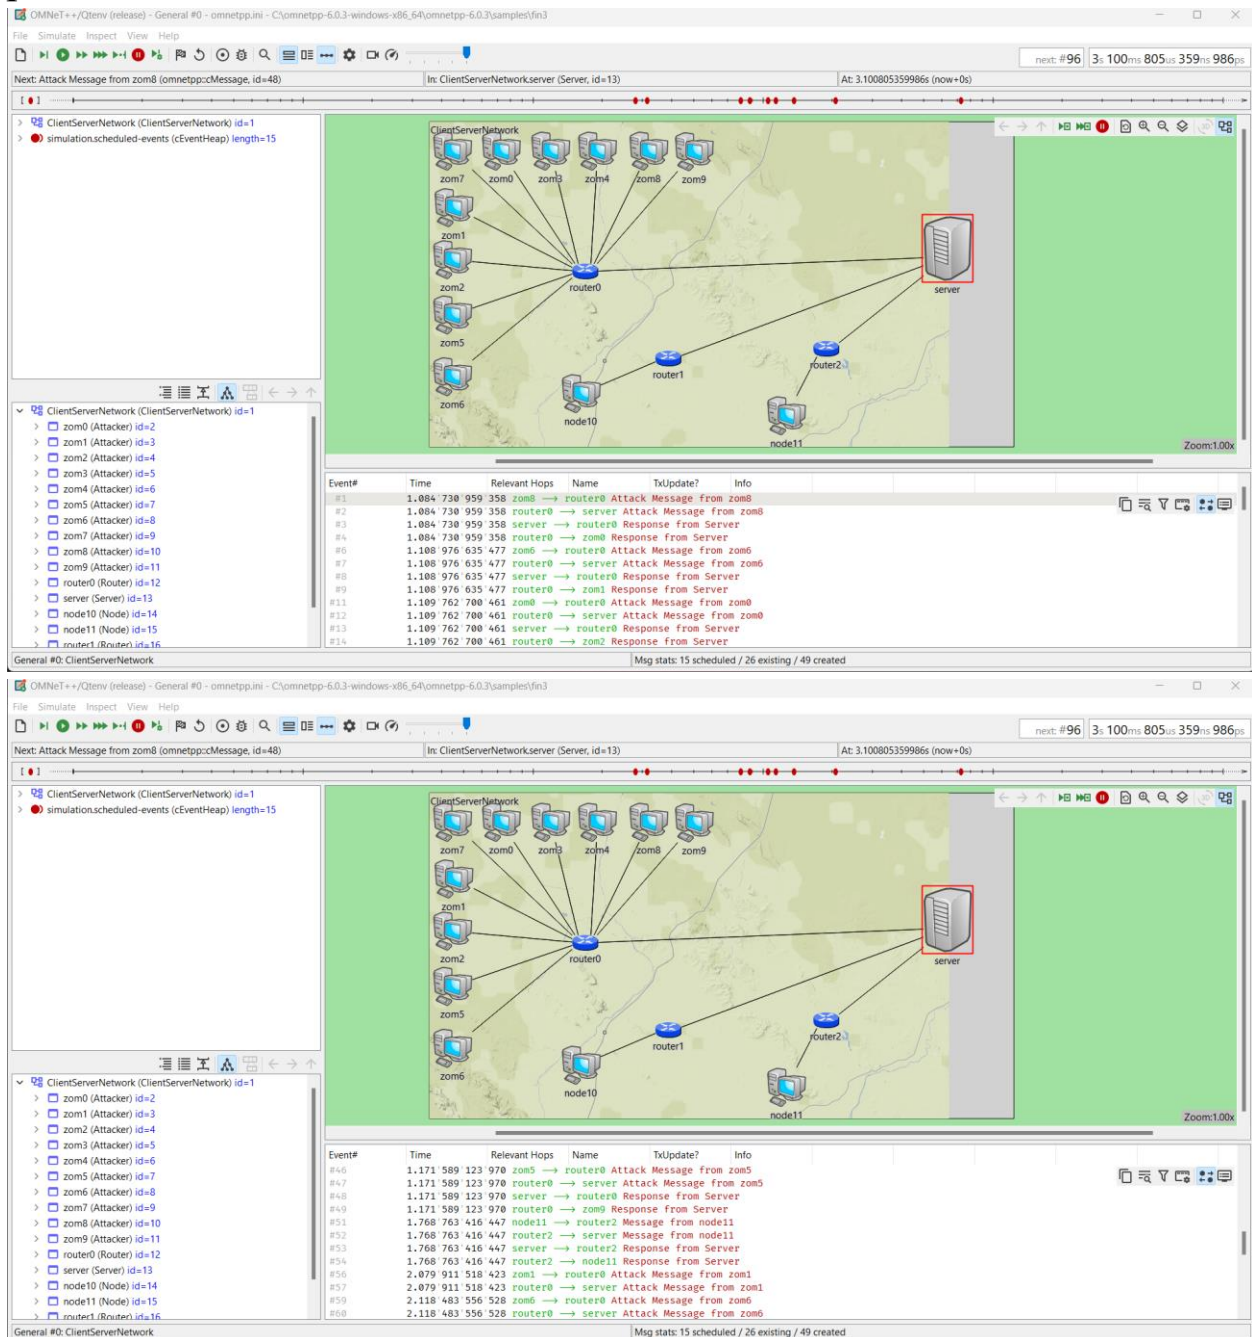 OMNeT++/Qtenv (release) - General #0 - omnetpp.ini - C:\omnetpp-6.0.3-windows-x86_64\omnetpp-6.0.3\samples\fin3
File Simulate Inspect View Help
next: #96 3s 100ms 805us 359ns 986ps
Next: Attack Message from zom8 (omnetpp::cMessage, id=48) In: ClientServerNetwork.server (Server, id=13) At: 3.100805359986s (now+0s)
ClientServerNetwork (ClientServerNetwork) id=1
simulation.scheduled-events (cEventHeap) length=15
ClientServerNetwork
zom7 zom0 zom3 zom4 zom8 zom9
zom1
zom2 router0 server
zom5
router1 router2
zom6
node10
node11
Zoom:1.00x
ClientServerNetwork (ClientServerNetwork) id=1
zom0 (Attacker) id=2
zom1 (Attacker) id=3
zom2 (Attacker) id=4
zom3 (Attacker) id=5
zom4 (Attacker) id=6
zom5 (Attacker) id=7
zom6 (Attacker) id=8
zom7 (Attacker) id=9
zom8 (Attacker) id=10
zom9 (Attacker) id=11
router0 (Router) id=12
server (Server) id=13
node10 (Node) id=14
node11 (Node) id=15
router1 (Router) id=16
Event# Time Relevant Hops Name TxUpdate? Info
#1 1.084'730'959'358 zom8 → router0 Attack Message from zom8
#2 1.084'730'959'358 router0 → server Attack Message from zom8
#3 1.084'730'959'358 server → router0 Response from Server
#4 1.084'730'959'358 router0 → zom0 Response from Server
#6 1.108'976'635'477 zom6 → router0 Attack Message from zom6
#7 1.108'976'635'477 router0 → server Attack Message from zom6
#8 1.108'976'635'477 server → router0 Response from Server
#9 1.108'976'635'477 router0 → zom1 Response from Server
#11 1.109'762'700'461 zom0 → router0 Attack Message from zom0
#12 1.109'762'700'461 router0 → server Attack Message from zom0
#13 1.109'762'700'461 server → router0 Response from Server
#14 1.109'762'700'461 router0 → zom2 Response from Server
General #0: ClientServerNetwork Msg stats: 15 scheduled / 26 existing / 49 created
OMNeT++/Qtenv (release) - General #0 - omnetpp.ini - C:\omnetpp-6.0.3-windows-x86_64\omnetpp-6.0.3\samples\fin3
File Simulate Inspect View Help
next: #96 3s 100ms 805us 359ns 986ps
Next: Attack Message from zom8 (omnetpp::cMessage, id=48) In: ClientServerNetwork.server (Server, id=13) At: 3.100805359986s (now+0s)
ClientServerNetwork (ClientServerNetwork) id=1
simulation.scheduled-events (cEventHeap) length=15
ClientServerNetwork
zom7 zom0 zom3 zom4 zom8 zom9
zom1
zom2 router0 server
zom5
router1 router2
zom6
node10
node11
Zoom:1.00x
ClientServerNetwork (ClientServerNetwork) id=1
zom0 (Attacker) id=2
zom1 (Attacker) id=3
zom2 (Attacker) id=4
zom3 (Attacker) id=5
zom4 (Attacker) id=6
zom5 (Attacker) id=7
zom6 (Attacker) id=8
zom7 (Attacker) id=9
zom8 (Attacker) id=10
zom9 (Attacker) id=11
router0 (Router) id=12
server (Server) id=13
node10 (Node) id=14
node11 (Node) id=15
router1 (Router) id=16
Event# Time Relevant Hops Name TxUpdate? Info
#46 1.171'589'123'970 zom5 → router0 Attack Message from zom5
#47 1.171'589'123'970 router0 → server Attack Message from zom5
#48 1.171'589'123'970 server → router0 Response from Server
#49 1.171'589'123'970 router0 → zom9 Response from Server
#51 1.768'763'416'447 node11 → router2 Message from node11
#52 1.768'763'416'447 router2 → server Message from node11
#53 1.768'763'416'447 server → router2 Response from Server
#54 1.768'763'416'447 router2 → node11 Response from Server
#56 2.079'911'518'423 zom1 → router0 Attack Message from zom1
#57 2.079'911'518'423 router0 → server Attack Message from zom1
#59 2.118'483'556'528 zom6 → router0 Attack Message from zom6
#60 2.118'483'556'528 router0 → server Attack Message from zom6
General #0: ClientServerNetwork Msg stats: 15 scheduled / 26 existing / 49 created